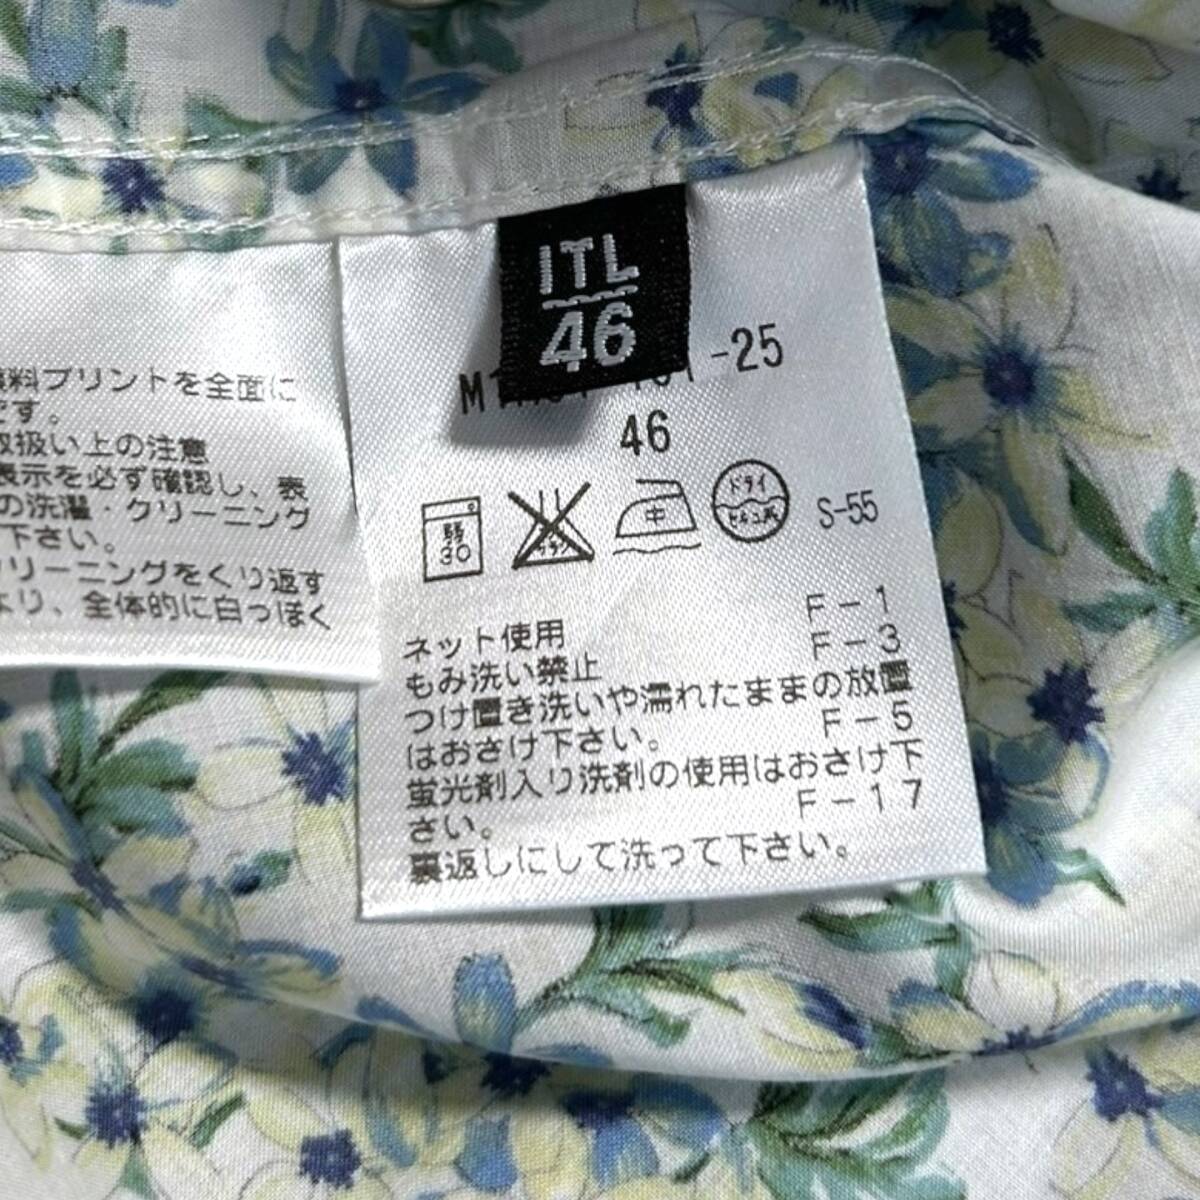 料プリントを全面に
です。
取扱い上の注意
表示を必ず確認し、表
の洗濯・クリーニング
下さい。
クリーニングをくり返す
より、全体的に白っぽく
ITL
46
-25
46
弱
30
中
ドライ
S-55
F-1
ネット使用
F-3
もみ洗い禁止
つけ置き洗いや濡れたままの放置
はおさけ下さい。
F-5
蛍光剤入り洗剤の使用はおさけ下
さい。
F-17
裏返しにして洗って下さい。